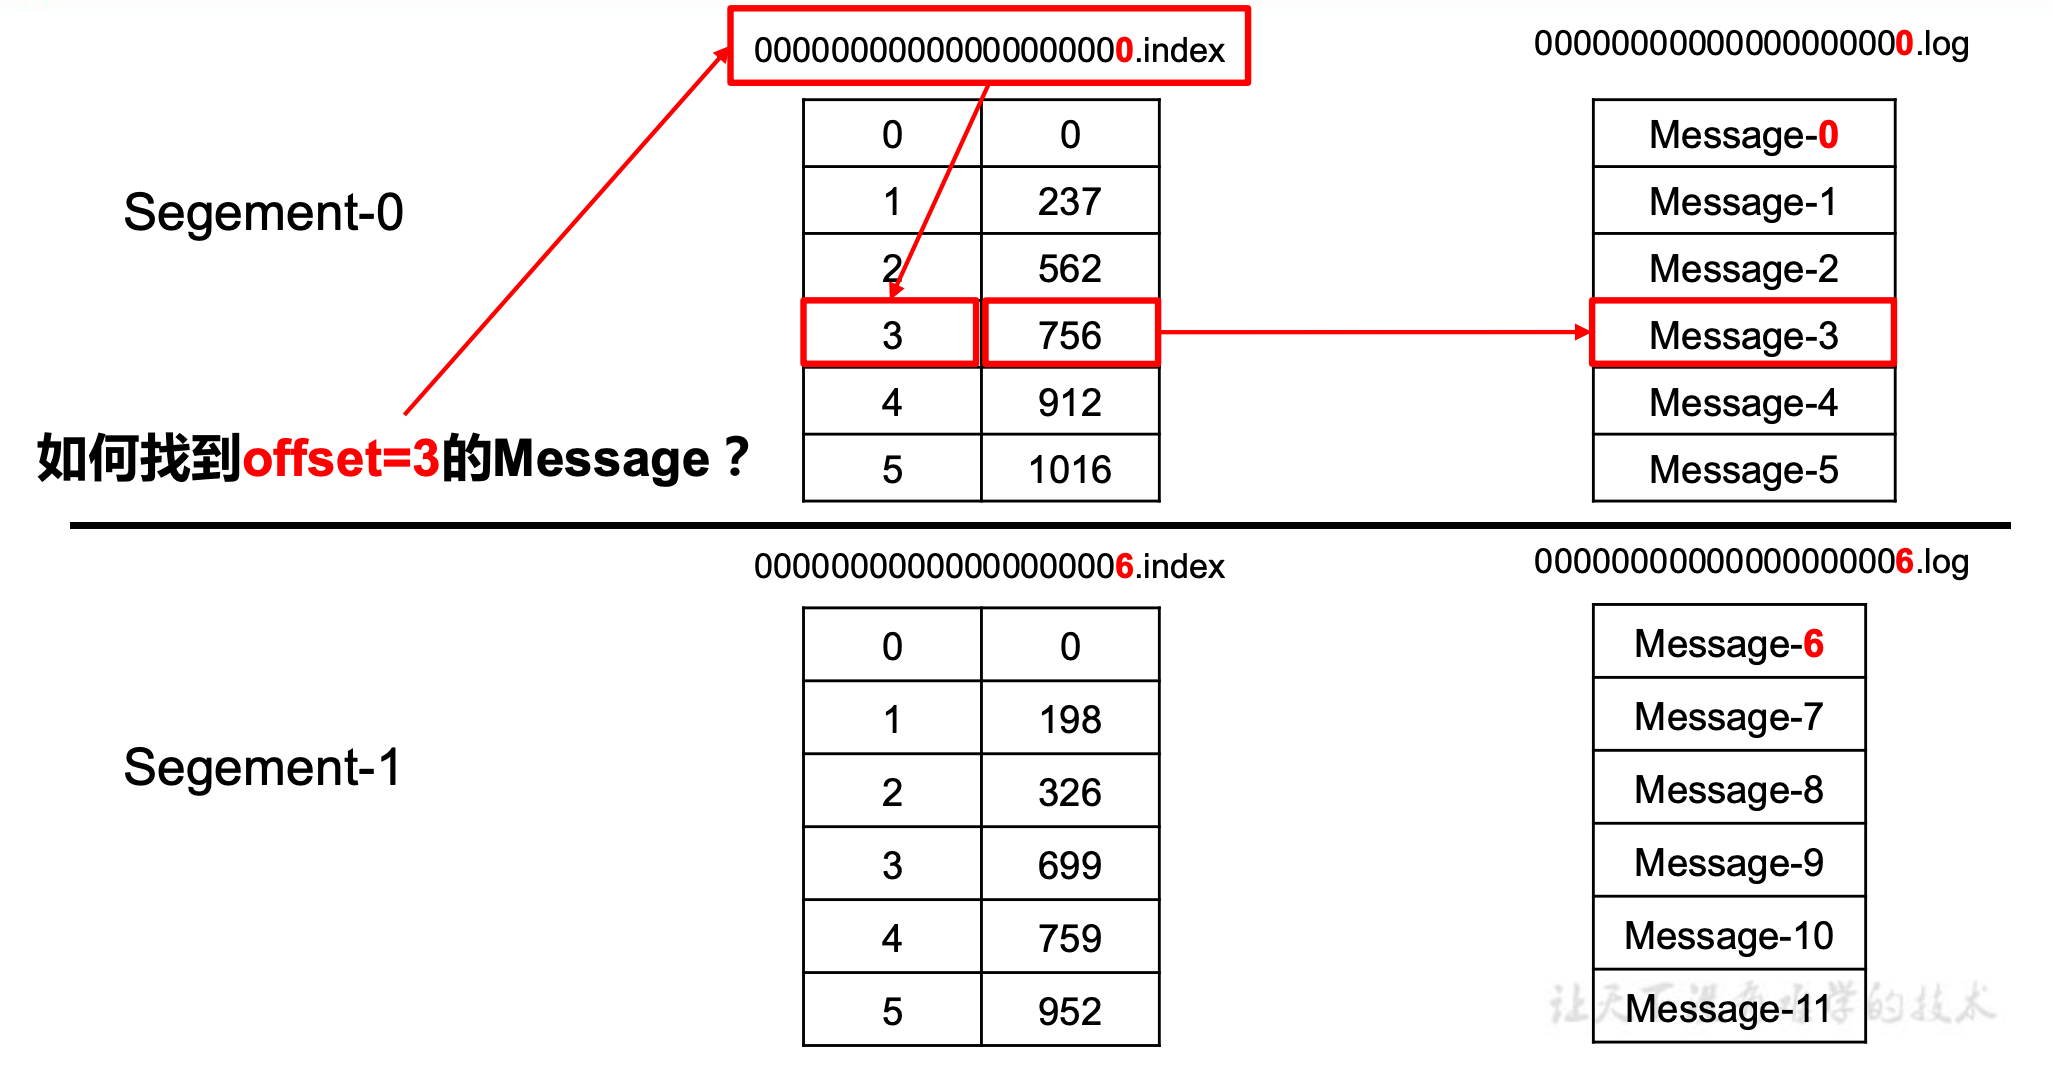 00000000000000000000.index
00000000000000000000.log
Segement-0
0 0
1 237
2 562
3 756
4 912
5 1016
Message-0
Message-1
Message-2
Message-3
Message-4
Message-5
如何找到offset=3的Message？
00000000000000000006.index
00000000000000000006.log
Segement-1
0 0
1 198
2 326
3 699
4 759
5 952
Message-6
Message-7
Message-8
Message-9
Message-10
Message-11
让天下没有难学的技术